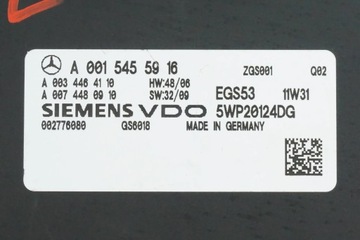 A 001 545 59 16 ZGS001 Q02
A 003 446 41 10 HW:48/06
A 007 448 09 10 SW:32/09 EGS53 11W31
SIEMENS VDO 5WP20124DG
002776080 GS6018 MADE IN GERMANY